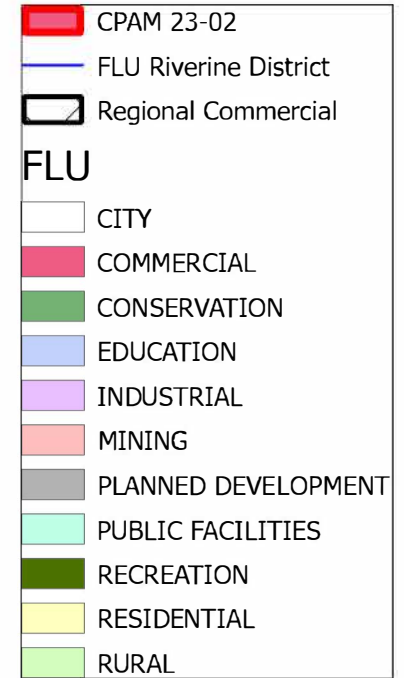 CPAM 23-02
FLU Riverine District
Regional Commercial
FLU
CITY
COMMERCIAL
CONSERVATION
EDUCATION
INDUSTRIAL
MINING
PLANNED DEVELOPMENT
PUBLIC FACILITIES
RECREATION
RESIDENTIAL
RURAL